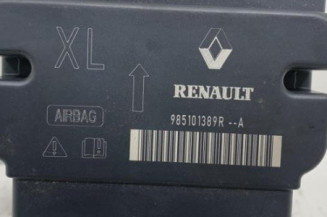 XL
RENAULT
985101389R --A
AIRBAG